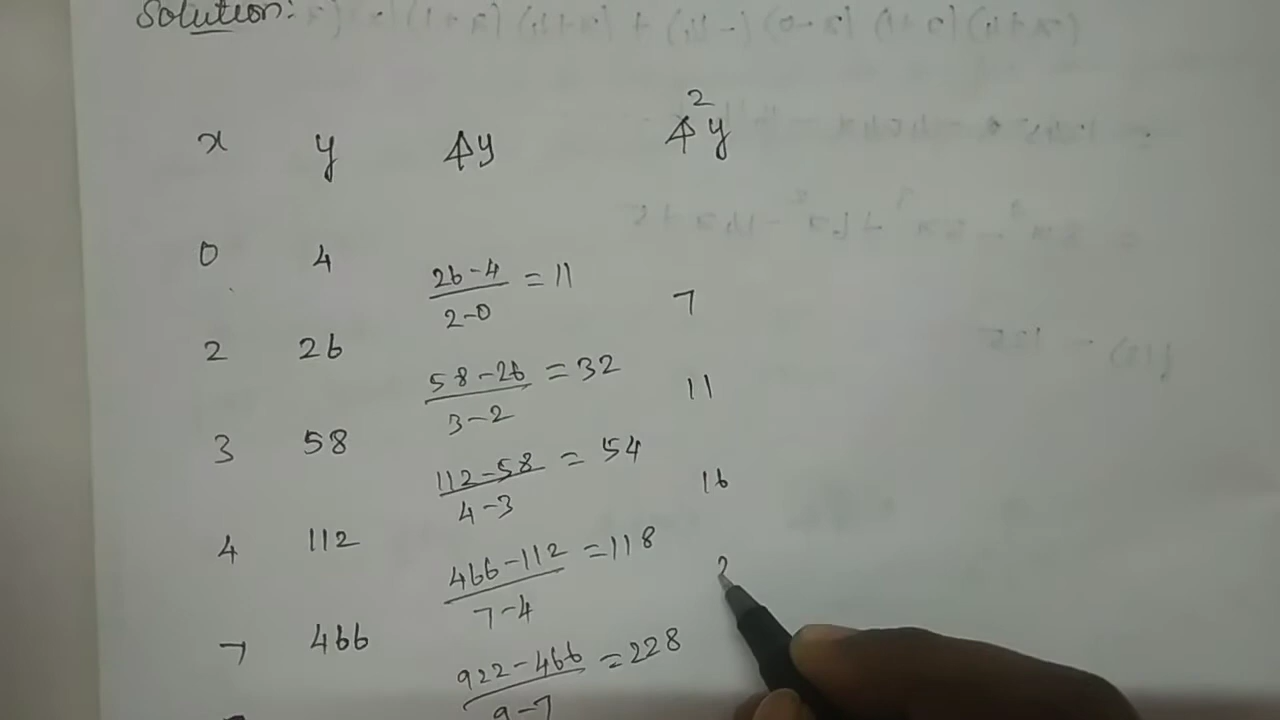 Solution:
x y Δy Δ²y
0 4
26-4/2-0 = 11
7
2 26
58-26/3-2 = 32
11
3 58
112-58/4-3 = 54
16
4 112
466-112/7-4 = 118
2
7 466
922-466/9-7 = 228